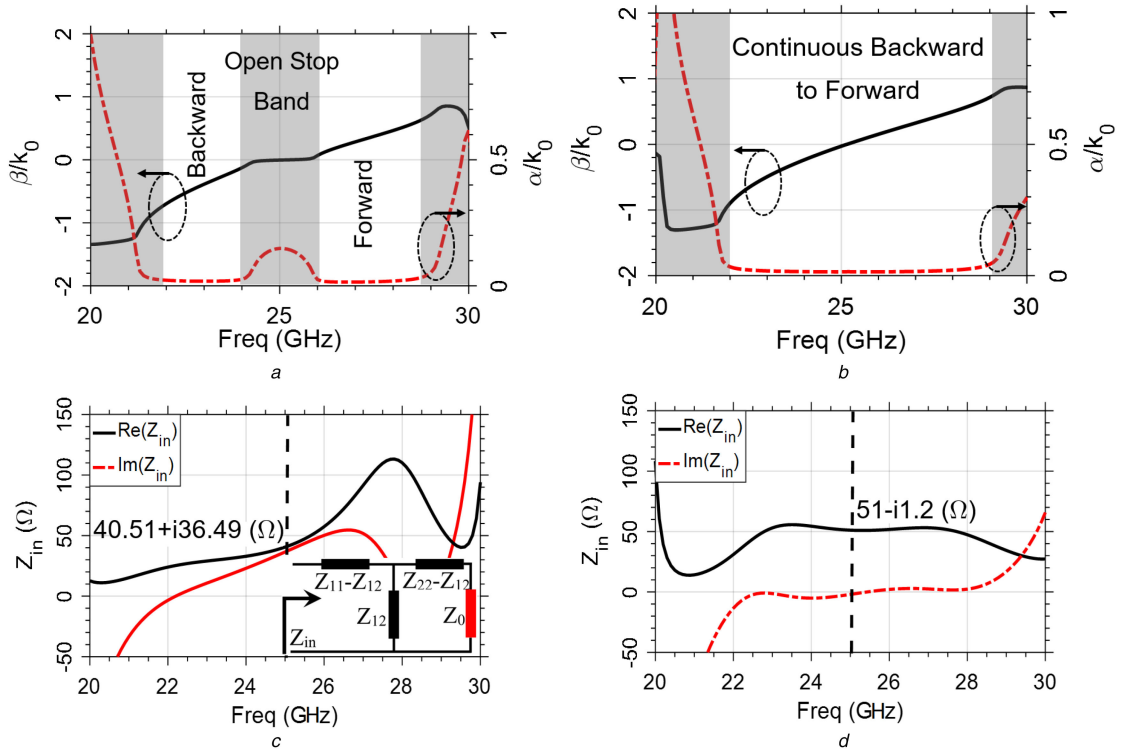 2
1
0
-1
-2
β/k0
Open Stop
Band
Backward
Forward
1
0.5
0
α/k0
20
25
30
Freq (GHz)
a
2
1
0
-1
-2
β/k0
Continuous Backward
to Forward
1
0.5
0
α/k0
20
25
30
Freq (GHz)
b
150
100
50
0
-50
Zin (Ω)
Re(Zin)
Im(Zin)
40.51+i36.49 (Ω)
Z11-Z12
Z22-Z12
Z12
Z0
Zin
20
22
24
26
28
30
Freq (GHz)
c
150
100
50
0
-50
Zin (Ω)
Re(Zin)
Im(Zin)
51-i1.2 (Ω)
20
22
24
26
28
30
Freq (GHz)
d